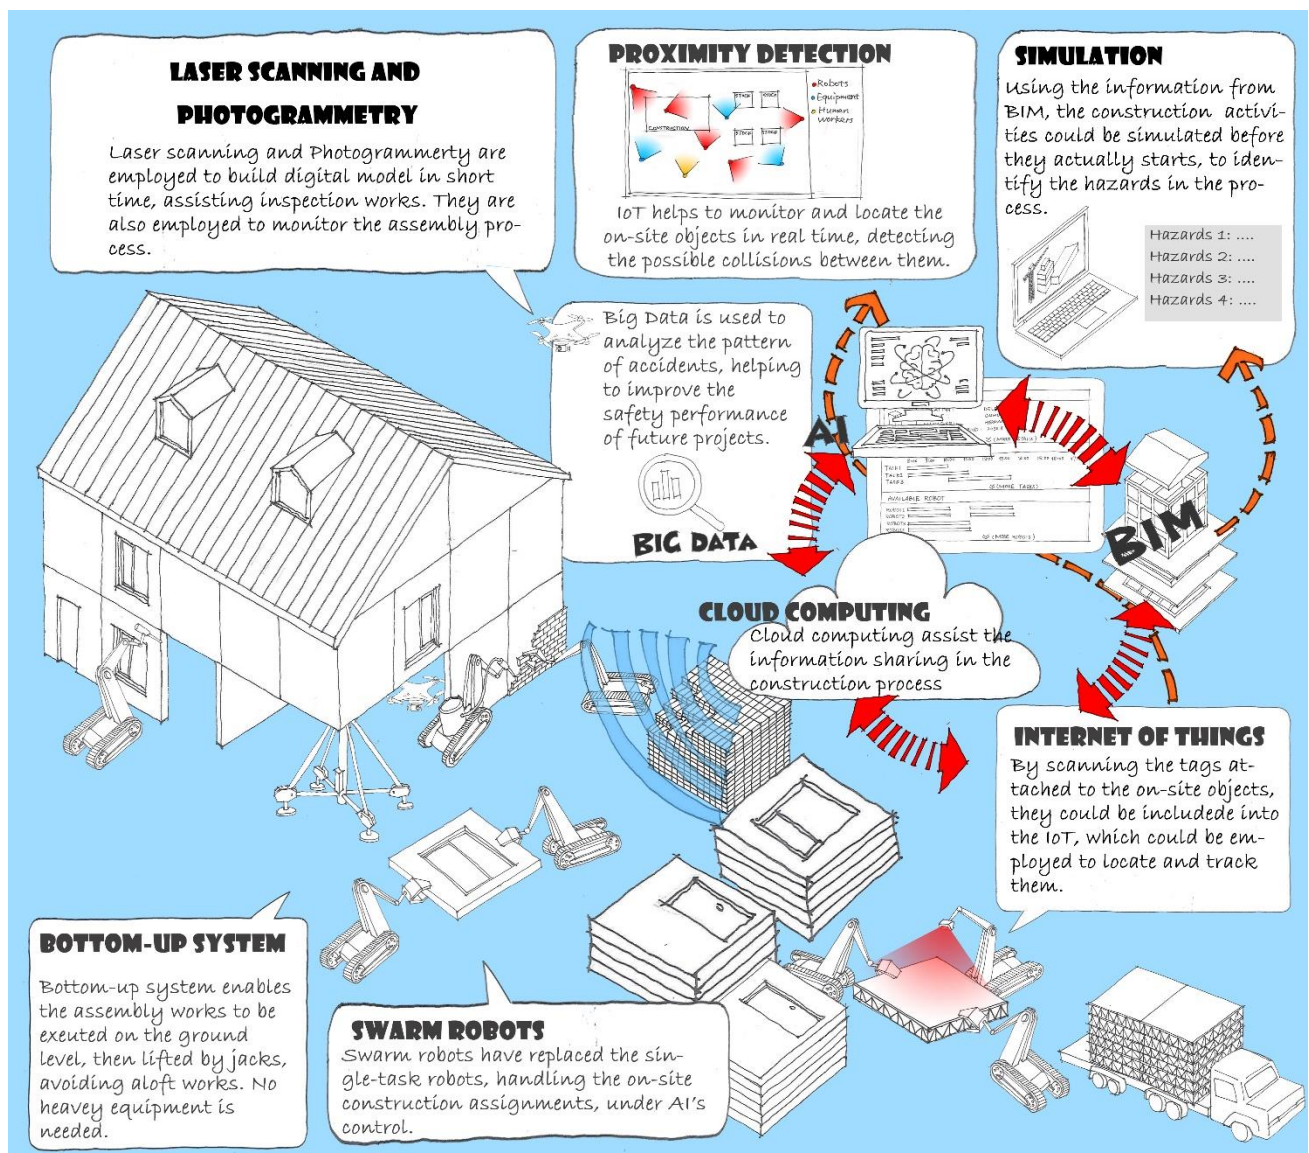 LASER SCANNING AND
PHOTOGRAMMETRY
Laser scanning and Photogrammerty are
employed to build digital model in short
time, assisting inspection works. They are
also employed to monitor the assembly pro-
cess.
PROXIMITY DETECTION
Robots
Equipment
Human
workers
CONSTRUCTION
STOCK
STOCK
STOCK
STOCK
IoT helps to monitor and locate the
on-site objects in real time, detecting
the possible collisions between them.
SIMULATION
Using the information from
BIM, the construction activi-
ties could be simulated before
they actually starts, to iden-
tify the hazards in the pro-
cess.
Hazards 1: ....
Hazards 2: ....
Hazards 3: ....
Hazards 4: ....
Big Data is used to
analyze the pattern
of accidents, helping
to improve the
safety performance
of future projects.
BIG DATA
AI
TASK1
TASK2
TASK3
AVAILABLE ROBOT
BIM
CLOUD COMPUTING
Cloud computing assist the
information sharing in the
construction process
INTERNET OF THINGS
By scanning the tags at-
tached to the on-site objects,
they could be includede into
the IoT, which could be em-
ployed to locate and track
them.
BOTTOM-UP SYSTEM
Bottom-up system enables
the assembly works to be
exeuted on the ground
level, then lifted by jacks,
avoiding aloft works. No
heavey equipment is
needed.
SWARM ROBOTS
Swarm robots have replaced the sin-
gle-task robots, handling the on-site
construction assignments, under AI's
control.